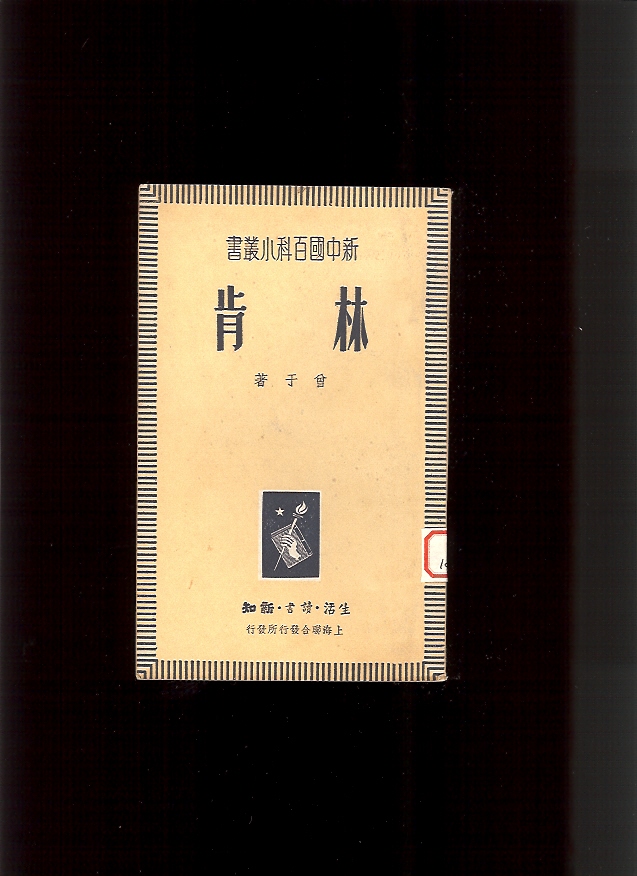 新中國百科小叢書
林肯
曾于著
生活·讀書·新知
上海聯合發行所發行